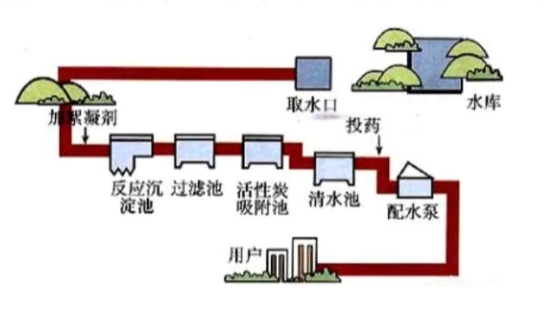 取水口
水库
加絮凝剂
投药
反应沉
淀池
过滤池
活性炭
吸附池
清水池
配水泵
用户